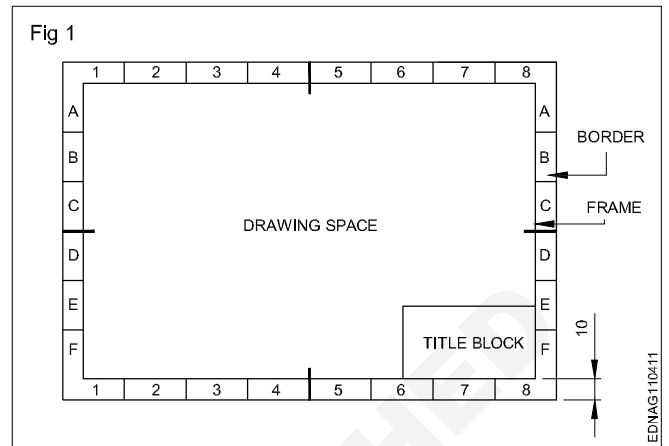 Fig 1
1 2 3 4 5 6 7 8
A A
B B
BORDER
C C
FRAME
DRAWING SPACE
D D
E E
F F
TITLE BLOCK
10
1 2 3 4 5 6 7 8
EDNAG110411